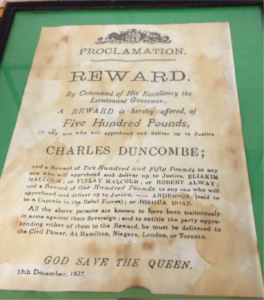 PROCLAMATION.
REWARD.
By Command of His Excellency the
Lieutenant Governor.
A REWARD is hereby offered, of
Five Hundred Pounds,
To any one who will apprehend and deliver up to Justice
CHARLES DUNCOMBE;
and a Reward of Two Hundred and Fifty Pounds to any
one who will apprehend and deliver up to Justice, ELIAKIM
MALCOLM; or FINLAY MALCOLM; or ROBERT ALWAY;
and a Reward of One Hundred Pounds, to any one who will
apprehend and deliver up to Justice, —— ANDERSON, (said to
be a Captain in the Rebel Forces); or JOSHUA DOAN.
All the above persons are known to have been traitorously
in arms against their Sovereign; and to entitle the party appre-
hending either of them to the Reward, he must be delivered to
the Civil Power, At Hamilton, Niagara, London, or Toronto.
GOD SAVE THE QUEEN.
16th December, 1837.